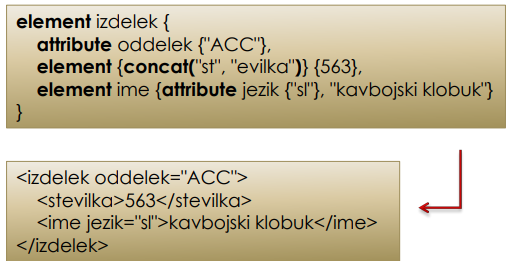 element izdelek {
attribute oddelek {"ACC"},
element {concat("st", "evilka")} {563},
element ime {attribute jezik {"sl"}, "kavbojski klobuk"}
}
<izdelek oddelek="ACC">
<stevilka>563</stevilka>
<ime jezik="sl">kavbojski klobuk</ime>
</izdelek>